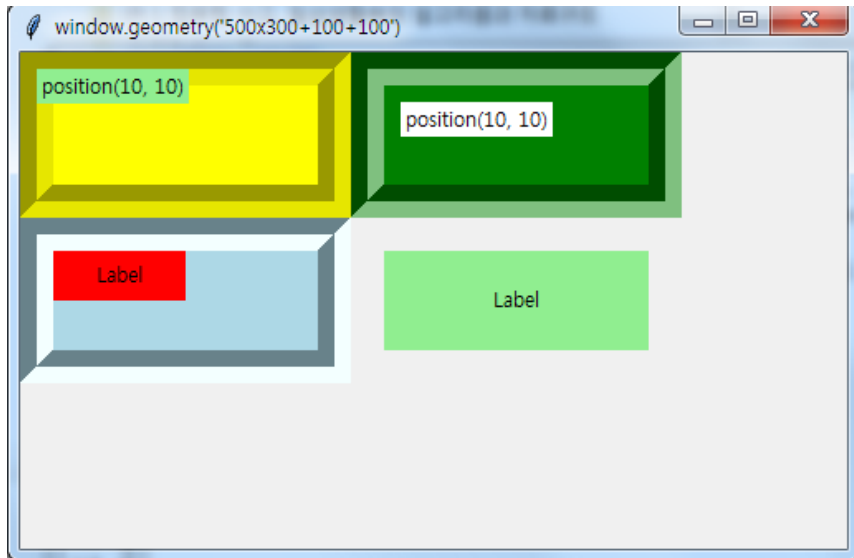 window.geometry("500x300+100+100")
position(10, 10)
position(10, 10)
Label
Label